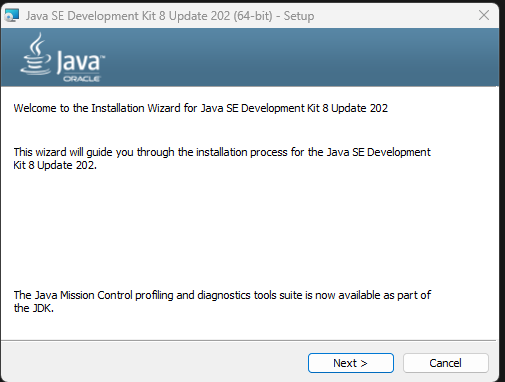 Java SE Development Kit 8 Update 202 (64-bit) - Setup
Java™
ORACLE
Welcome to the Installation Wizard for Java SE Development Kit 8 Update 202
This wizard will guide you through the installation process for the Java SE Development
Kit 8 Update 202.
The Java Mission Control profiling and diagnostics tools suite is now available as part of
the JDK.
Next >
Cancel